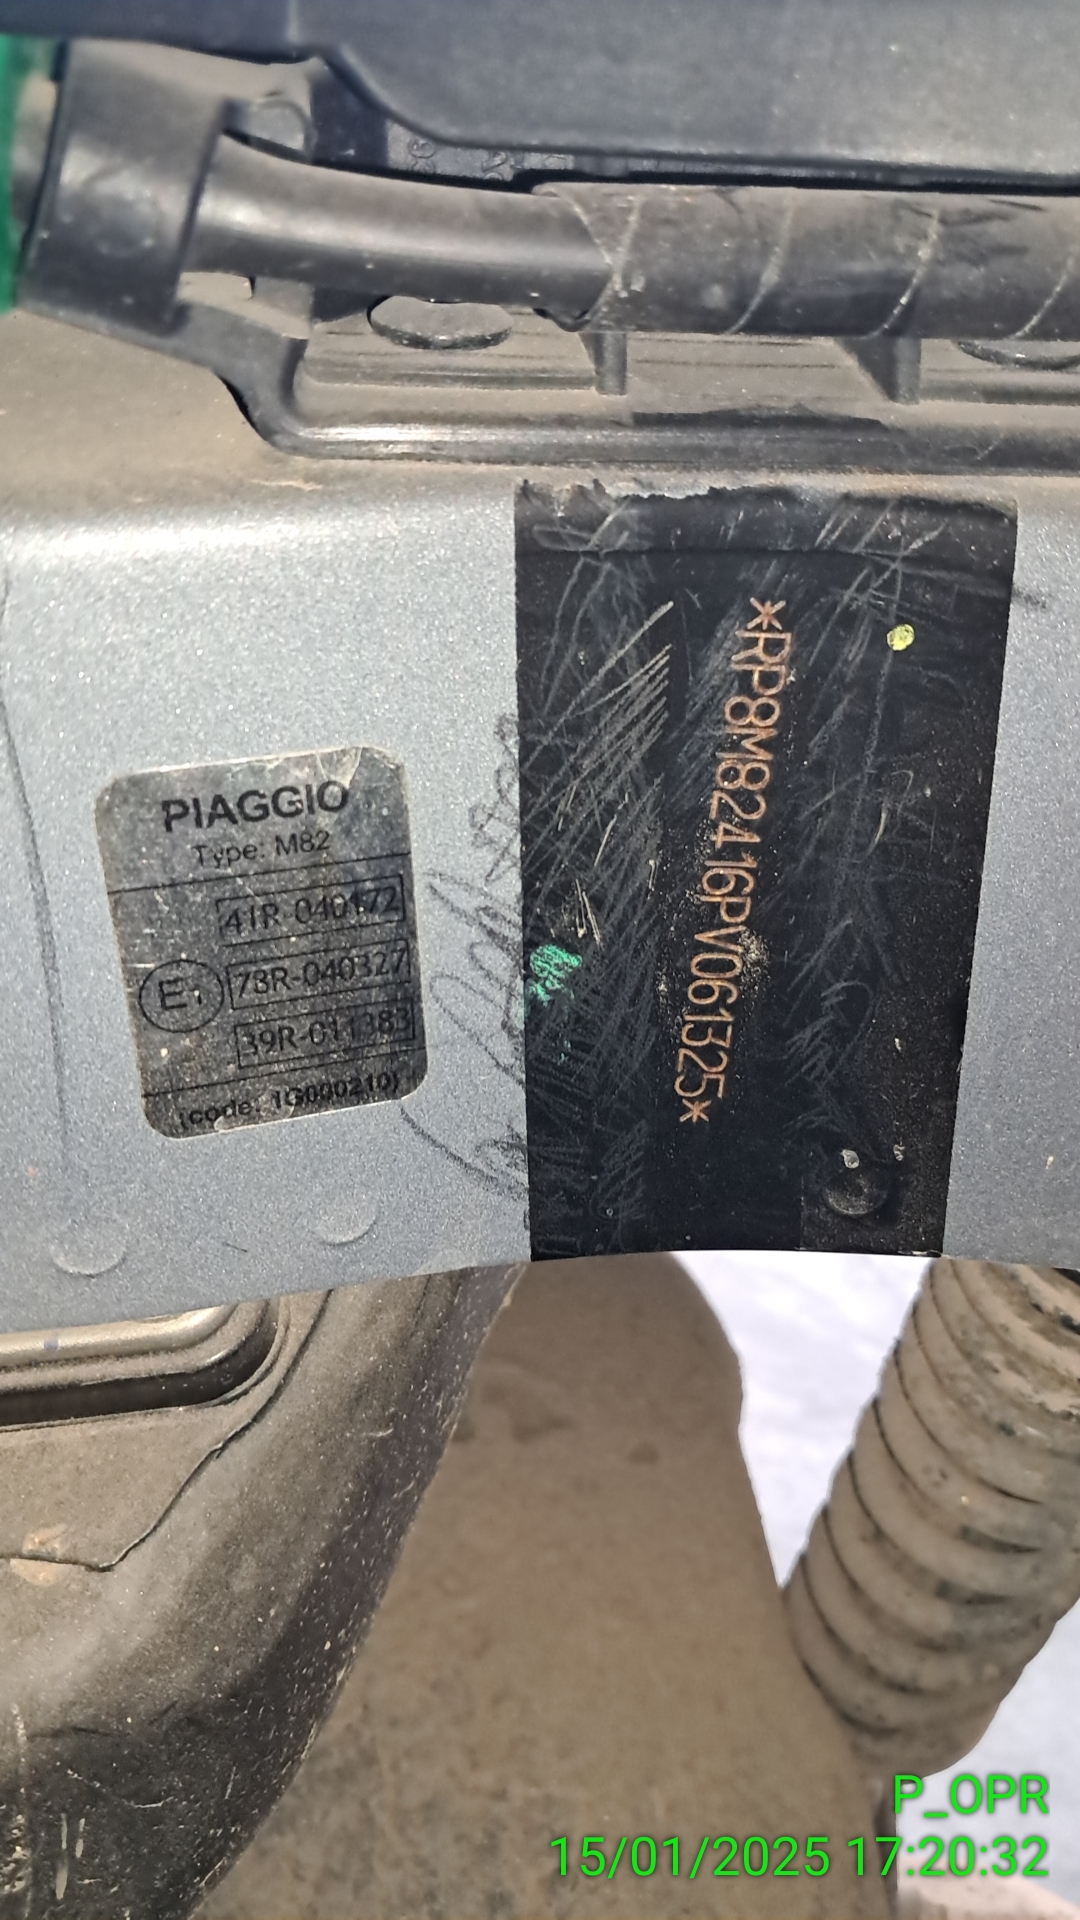 PIAGGIO
Type: M82
41R-040172
E1
78R-040327
39R-011383
(code: 1G000210)
*RP8M82416PV061325*
P_OPR
15/01/2025 17:20:32